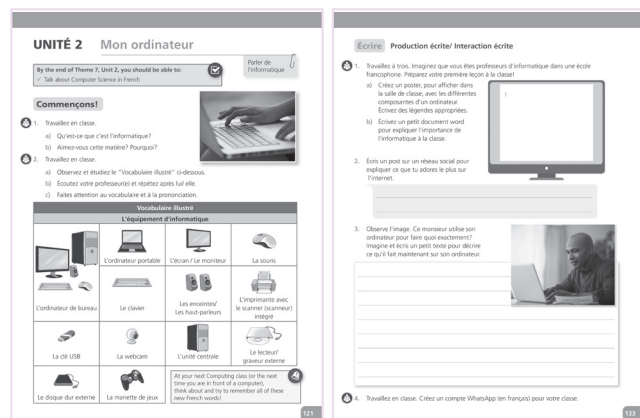 UNITÉ 2 Mon ordinateur
By the end of Theme 7, Unit 2, you should be able to:
✓ Talk about Computer Science in French
Parler de
l'informatique
Commençons!
1. Travaillez en classe.
a) Qu'est-ce que c'est l'informatique?
b) Aimez-vous cette matière? Pourquoi?
2. Travaillez en classe.
a) Observez et étudiez le "Vocabulaire illustré" ci-dessous.
b) Écoutez votre professeur(e) et répétez après lui/ elle.
c) Faites attention au vocabulaire et à la prononciation.
Vocabulaire illustré
L'équipement d'informatique
L'ordinateur portable
L'écran / Le moniteur
La souris
L'ordinateur de bureau
Le clavier
Les enceintes/
Les haut-parleurs
L'imprimante avec
le scanner (scanneur)
intégré
La clé USB
La webcam
L'unité centrale
Le lecteur/
graveur externe
Le disque dur externe
La manette de jeux
At your next Computing class (or the next
time you are in front of a computer),
think about and try to remember all of these
new French words!
121
Écrire Production écrite/ Interaction écrite
1. Travaillez à trois. Imaginez que vous êtes professeurs d'informatique dans une école
francophone. Préparez votre première leçon à la classe!
a) Créez un poster, pour afficher dans
la salle de classe, avec les différentes
composantes d'un ordinateur.
Écrivez des légendes appropriées.
b) Écrivez un petit document word
pour expliquer l'importance de
l'informatique à la classe.
2. Écris un post sur un réseau social pour
expliquer ce que tu adores le plus sur
l'internet.
3. Observe l'image. Ce monsieur utilise son
ordinateur pour faire quoi exactement?
Imagine et écris un petit texte pour décrire
ce qu'il fait maintenant sur son ordinateur.
4. Travaillez en classe. Créez un compte WhatsApp (en français) pour votre classe.
133